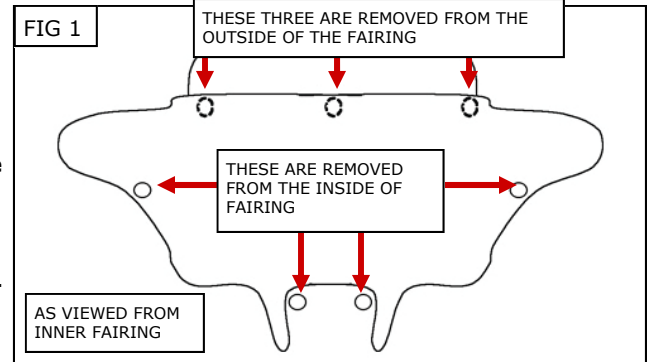 FIG 1
THESE THREE ARE REMOVED FROM THE
OUTSIDE OF THE FAIRING
THESE ARE REMOVED
FROM THE INSIDE OF
FAIRING
AS VIEWED FROM
INNER FAIRING